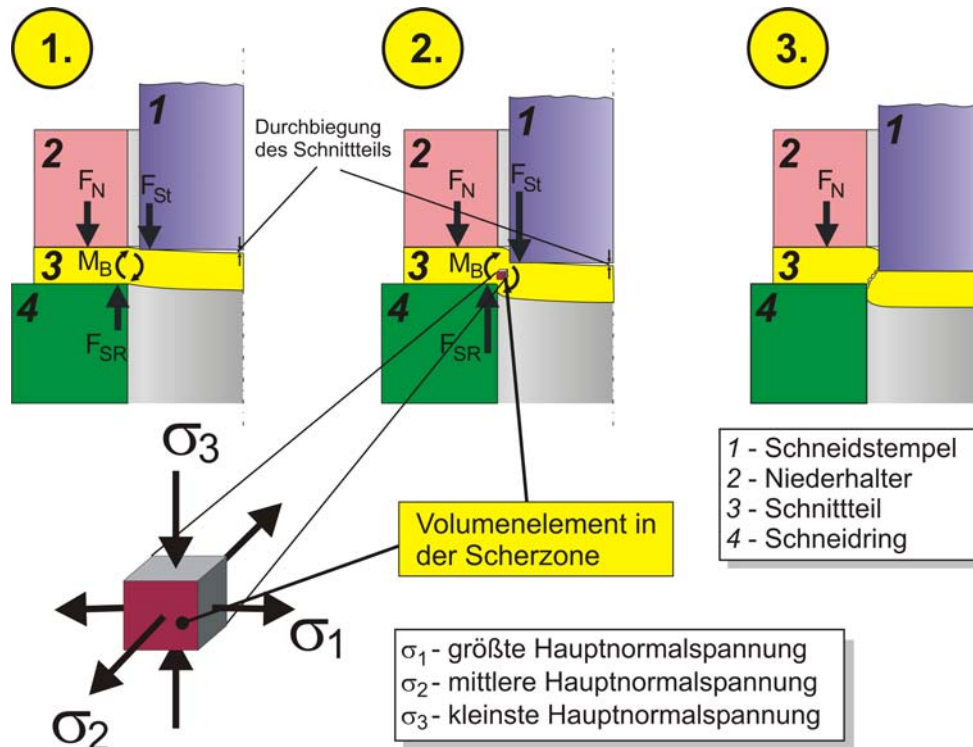 1.
2.
3.
Durchbiegung
des Schnittteils
1
2
F_N
F_St
3
M_B
4
F_SR
1
2
F_N
F_St
3
M_B
4
F_SR
1
2
F_N
3
4
σ3
σ1
σ2
Volumenelement in
der Scherzone
1 - Schneidstempel
2 - Niederhalter
3 - Schnittteil
4 - Schneidring
σ1 - größte Hauptnormalspannung
σ2 - mittlere Hauptnormalspannung
σ3 - kleinste Hauptnormalspannung